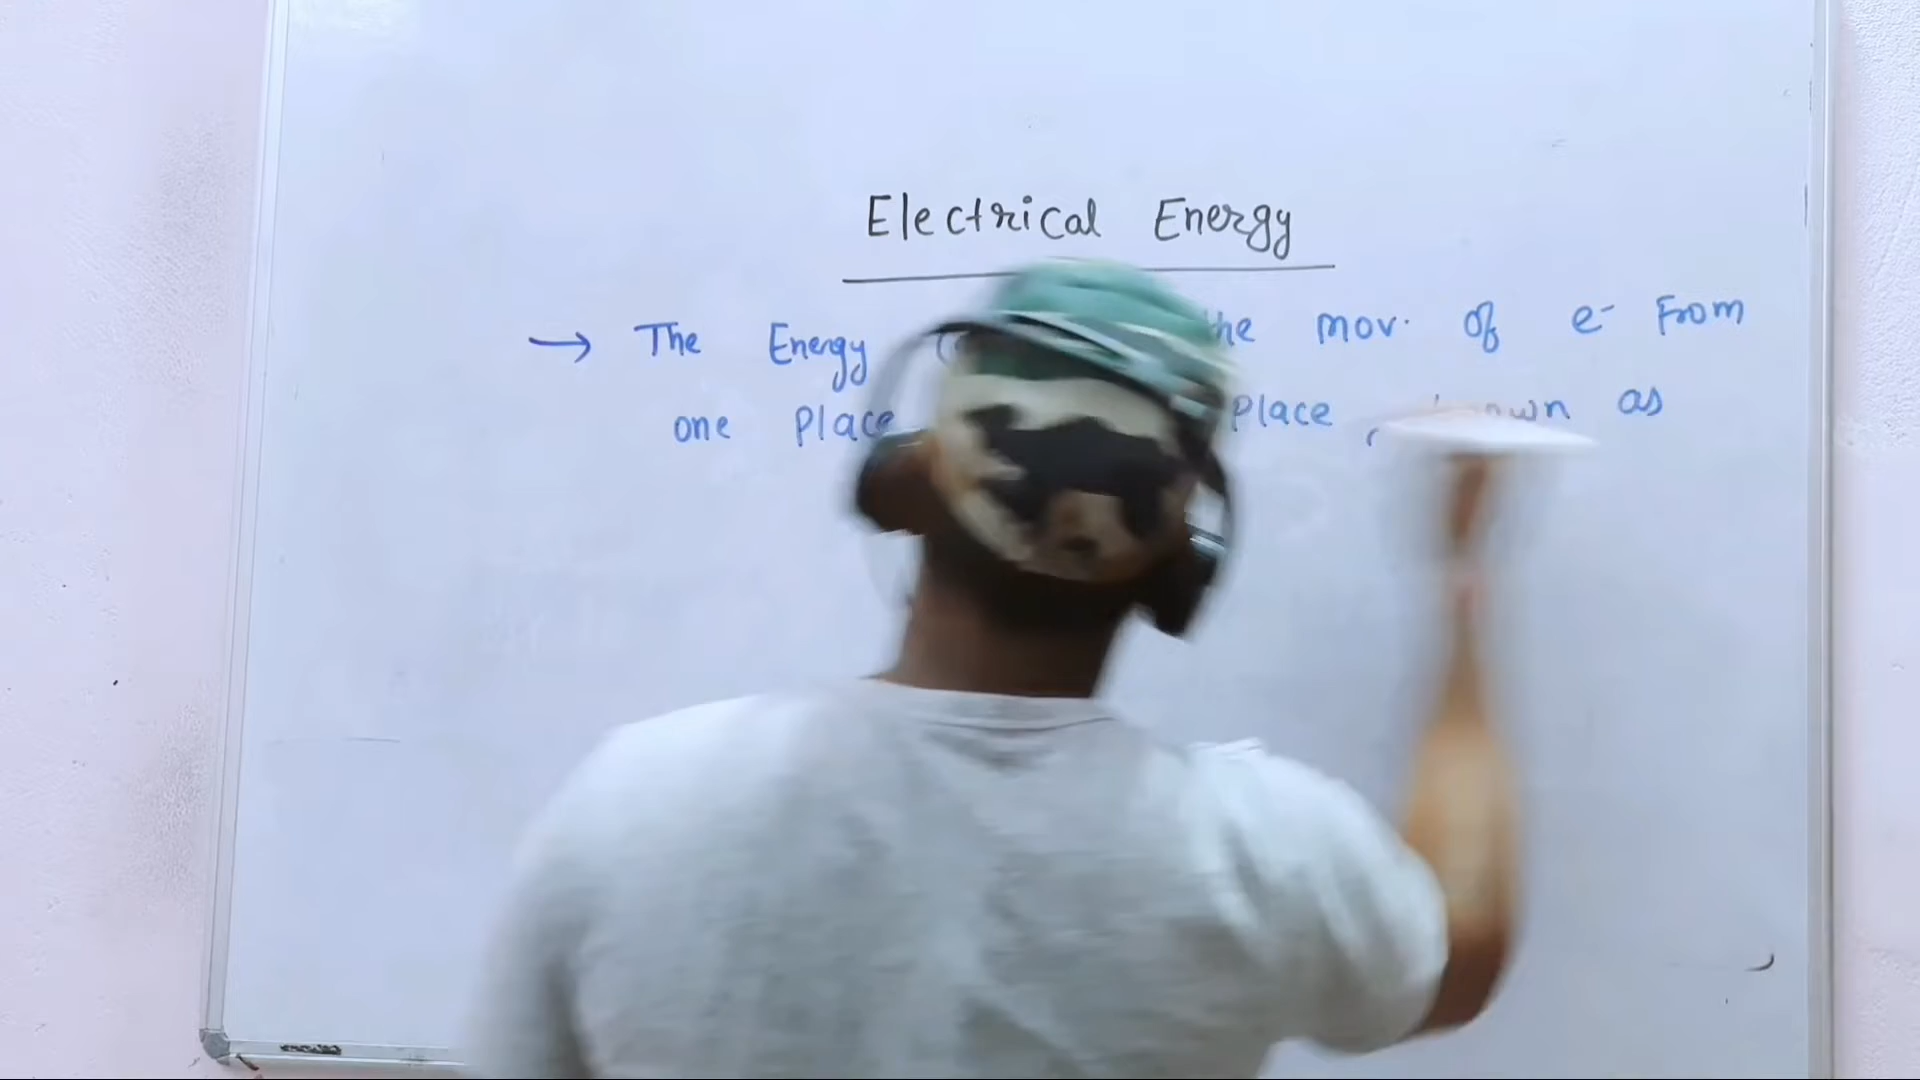 Electrical Energy
→ The Energy the mov. of e⁻ From
one Place Place, as